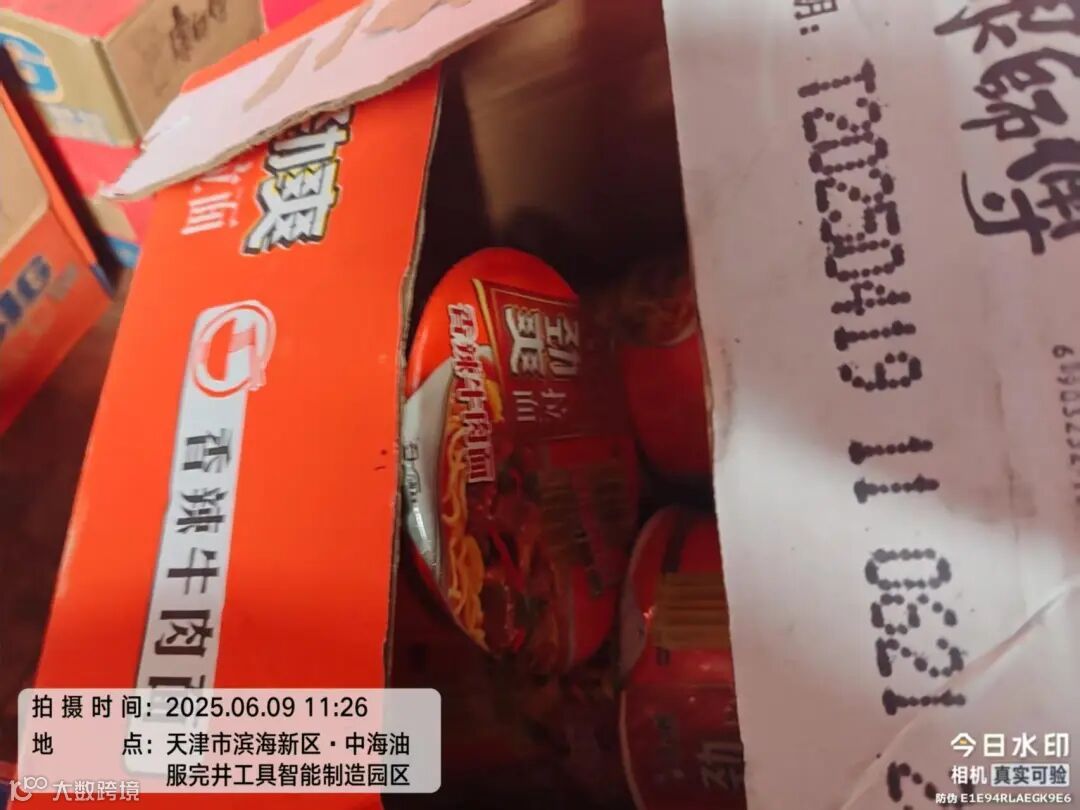 劲爽
拉面
香辣牛肉面
劲爽
拉面
香辣牛肉面
T20250419 11 0621
劲
拍摄时间: 2025.06.09 11:26
地 点: 天津市滨海新区·中海油
服完井工具智能制造园区
今日水印
相机 真实可验
防伪 E1E94RLAEGK9E6
大数跨境